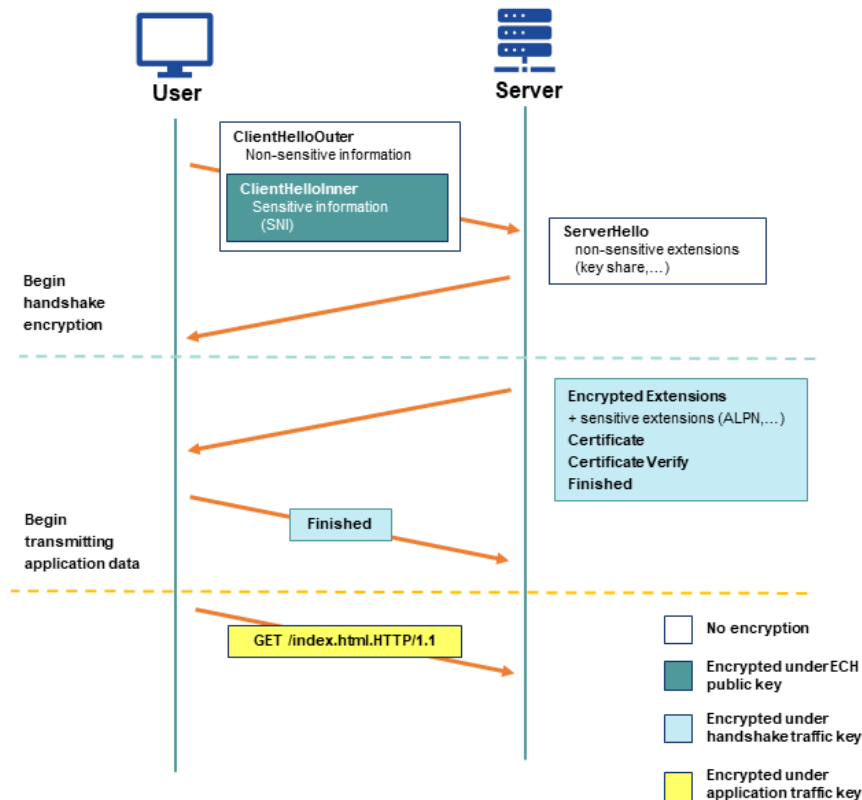 User
Server
ClientHelloOuter
Non-sensitive information
ClientHelloInner
Sensitive information
(SNI)
ServerHello
non-sensitive extensions
(key share,...)
Begin
handshake
encryption
Encrypted Extensions
+ sensitive extensions (ALPN,...)
Certificate
Certificate Verify
Finished
Finished
Begin
transmitting
application data
GET /index.html.HTTP/1.1
No encryption
Encrypted under ECH
public key
Encrypted under
handshake traffic key
Encrypted under
application traffic key